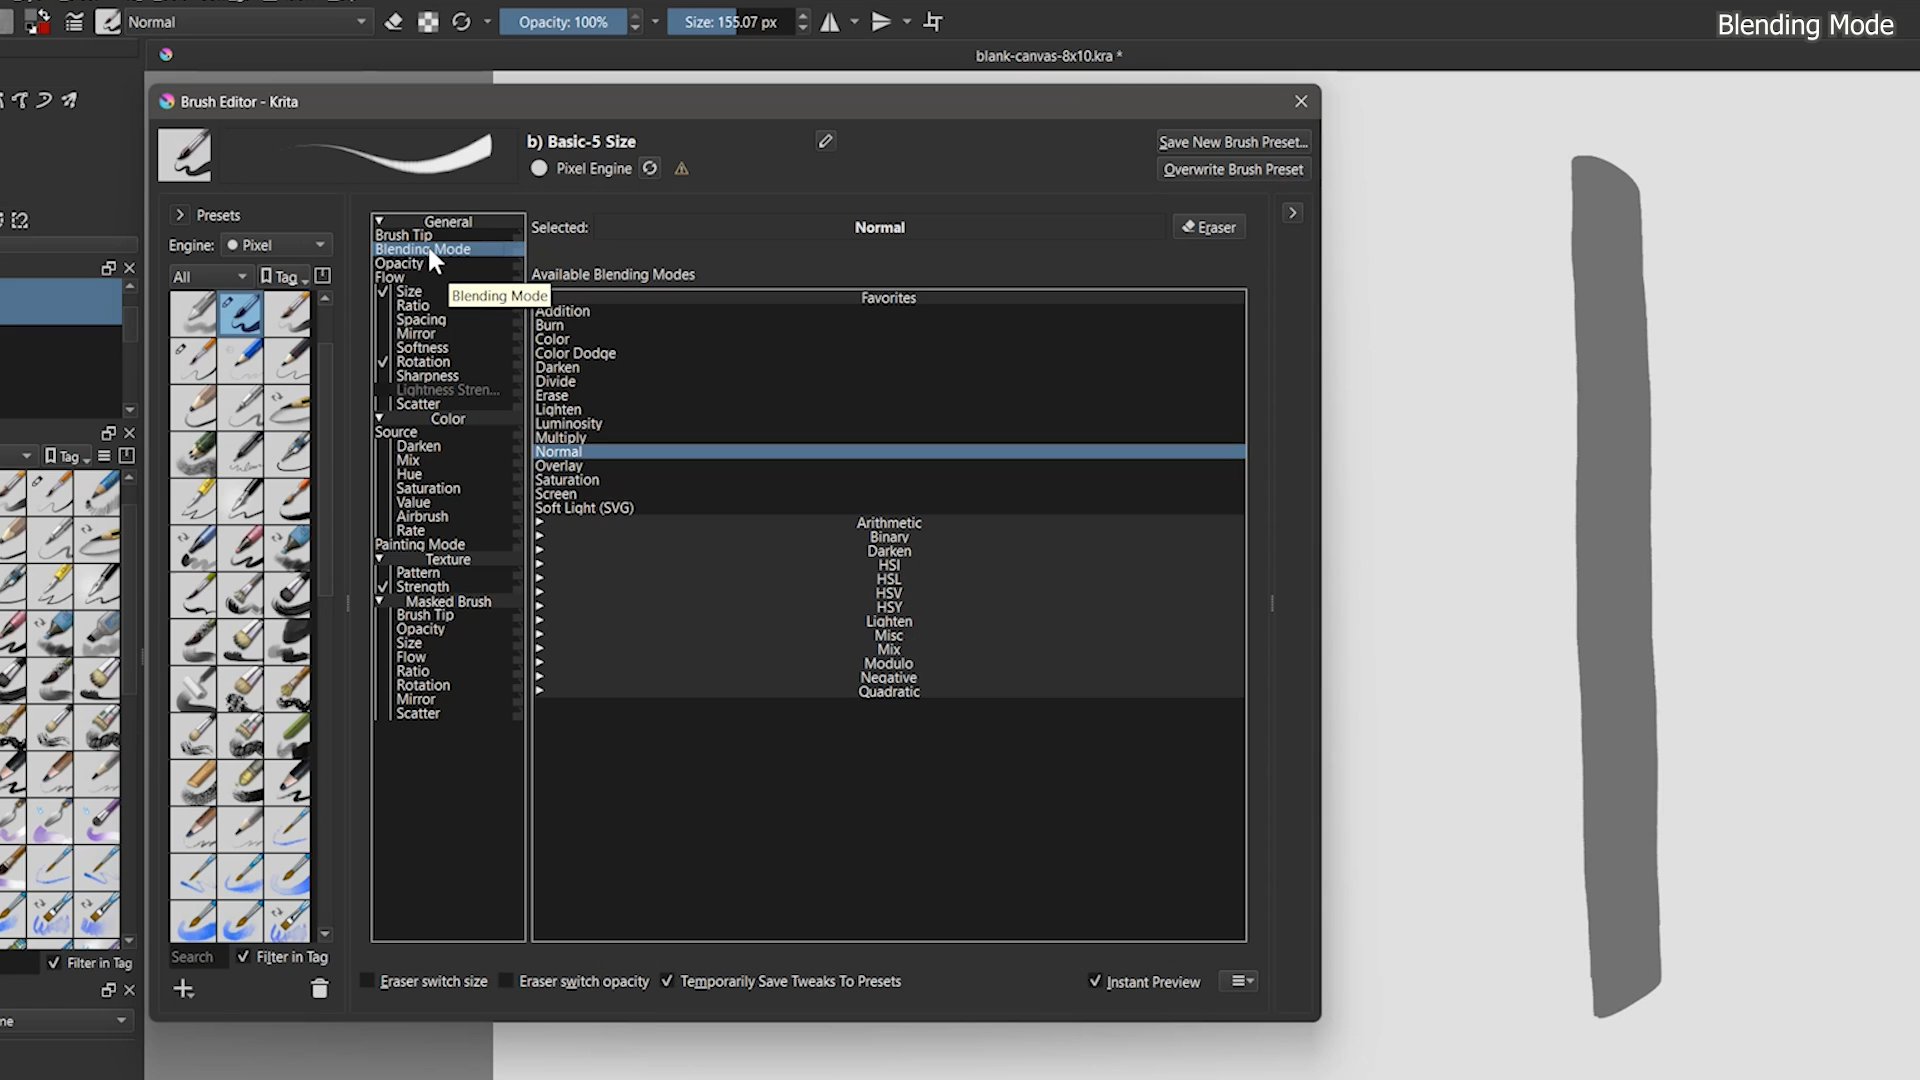 Normal
Opacity: 100%
Size: 155.07 px
Blending Mode
blank-canvas-8x10.kra *
Brush Editor - Krita
b) Basic-5 Size
Pixel Engine
Save New Brush Preset...
Overwrite Brush Preset
Presets
Engine:
Pixel
All
Tag
General
Brush Tip
Blending Mode
Opacity
Flow
Size
Ratio
Spacing
Mirror
Softness
Rotation
Sharpness
Lightness Stren...
Scatter
Color
Source
Darken
Mix
Hue
Saturation
Value
Airbrush
Rate
Painting Mode
Texture
Pattern
Strength
Masked Brush
Brush Tip
Opacity
Size
Flow
Ratio
Rotation
Mirror
Scatter
Blending Mode
Selected:
Normal
Eraser
Available Blending Modes
Favorites
Addition
Burn
Color
Color Dodge
Darken
Divide
Erase
Lighten
Luminosity
Multiply
Normal
Overlay
Saturation
Screen
Soft Light (SVG)
Arithmetic
Binary
Darken
HSI
HSL
HSV
HSY
Lighten
Misc
Mix
Modulo
Negative
Quadratic
Tag
Search
Filter in Tag
Filter in Tag
Eraser switch size
Eraser switch opacity
Temporarily Save Tweaks To Presets
Instant Preview
ne